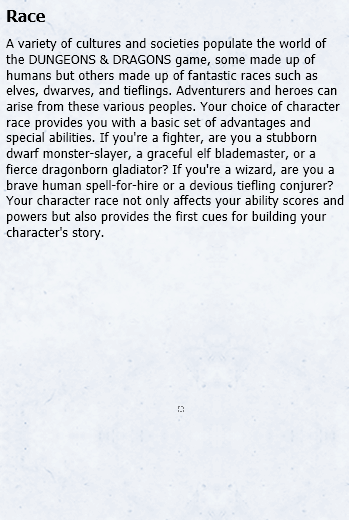 Race
A variety of cultures and societies populate the world of
the DUNGEONS & DRAGONS game, some made up of
humans but others made up of fantastic races such as
elves, dwarves, and tieflings. Adventurers and heroes can
arise from these various peoples. Your choice of character
race provides you with a basic set of advantages and
special abilities. If you're a fighter, are you a stubborn
dwarf monster-slayer, a graceful elf blademaster, or a
fierce dragonborn gladiator? If you're a wizard, are you a
brave human spell-for-hire or a devious tiefling conjurer?
Your character race not only affects your ability scores and
powers but also provides the first cues for building your
character's story.